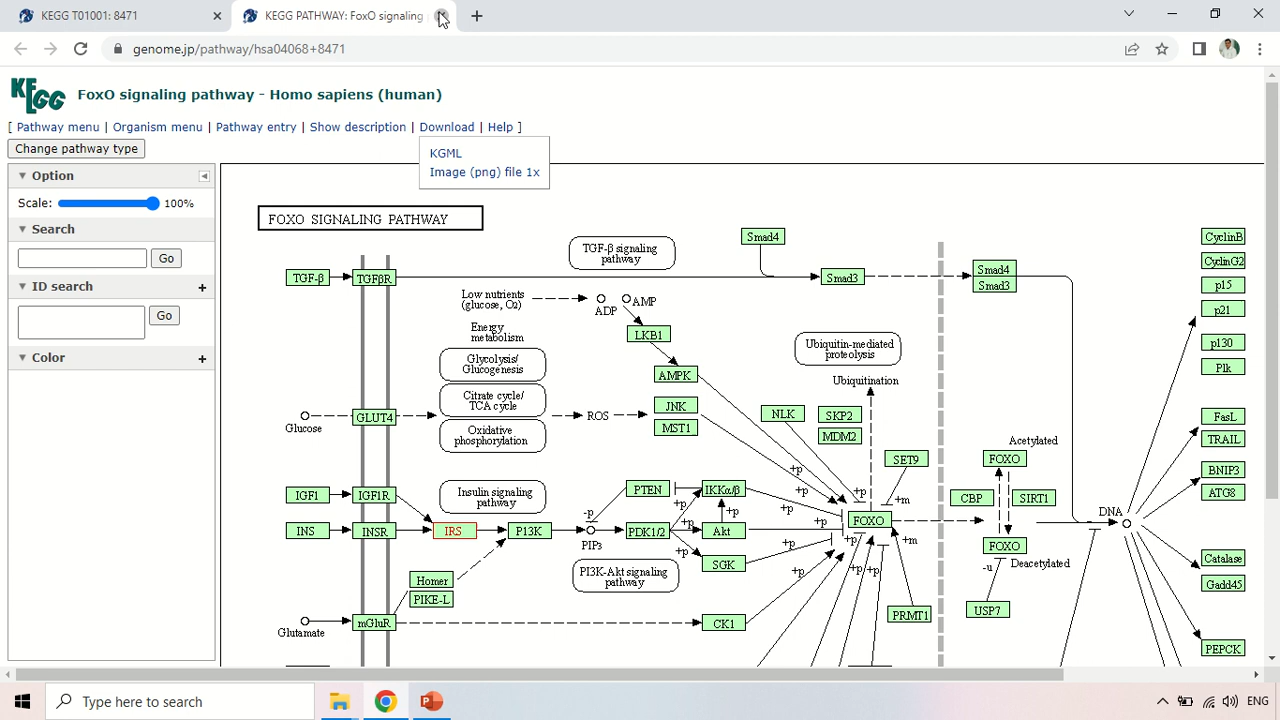 KEGG T01001: 8471
KEGG PATHWAY: FoxO signaling
genome.jp/pathway/hsa04068+8471
KEGG
FoxO signaling pathway - Homo sapiens (human)
[ Pathway menu | Organism menu | Pathway entry | Show description | Download | Help ]
KGML
Image (png) file 1x
Change pathway type
Option
Scale: 100%
Search
Go
ID search
Go
Color
FOXO SIGNALING PATHWAY
TGF-β signaling
pathway
Smad4
CyclinB
CyclinG2
TGF-β
TGFβR
Smad3
Smad4
Smad3
p15
p21
p130
Plk
Low nutrients
(glucose, O2)
ADP
AMP
LKB1
Energy
metabolism
Glycolysis/
Glucogenesis
AMPK
Ubiquitin-mediated
proteolysis
Ubiquitination
Citrate cycle/
TCA cycle
Oxidative
phosphorylation
Glucose
GLUT4
ROS
JNK
MST1
NLK
SKP2
MDM2
SET9
Acetylated
FOXO
FasL
TRAIL
BNIP3
ATG8
IGF1
IGF1R
Insulin signaling
pathway
PTEN
IKKα/β
+p
+p
+p
+m
CBP
SIRT1
DNA
INS
INSR
IRS
P13K
-p
PIPs
PDK1/2
+p
+p
+p
Akt
+p
+p
+p
FOXO
+p
+m
FOXO
-u
Deacetylated
Catalase
Gadd45
PI3K-Akt signaling
pathway
+p
SGK
+p
+p
+p
+p
Homer
PIKE-L
USP7
PRMT1
Glutamate
mGluR
CK1
PEPCK
Type here to search
ENG